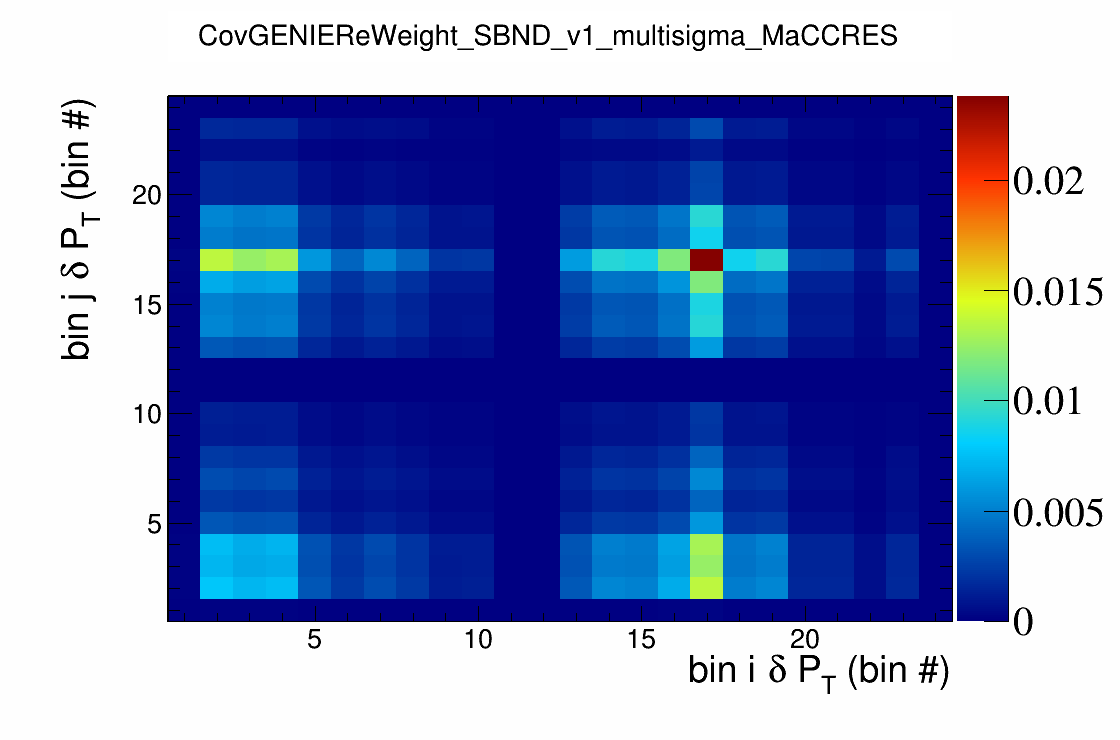 CovGENIEReWeight_SBND_v1_multisigma_MaCCRES
bin j δ P_T (bin #)
20
15
10
5
5 10 15 20
bin i δ P_T (bin #)
0.02
0.015
0.01
0.005
0